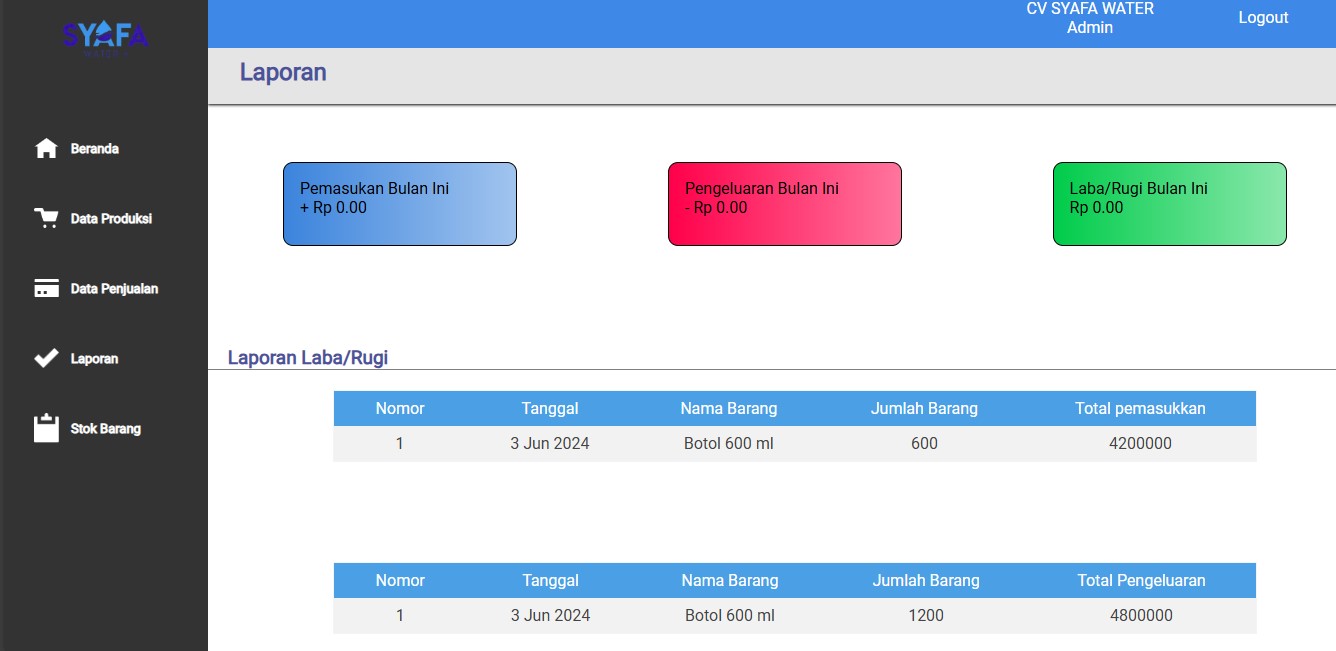 SYAFA
CV SYAFA WATER
Admin
Logout
Laporan
Beranda
Data Produksi
Data Penjualan
Laporan
Stok Barang
Pemasukan Bulan Ini
+ Rp 0.00
Pengeluaran Bulan Ini
- Rp 0.00
Laba/Rugi Bulan Ini
Rp 0.00
Laporan Laba/Rugi
Nomor Tanggal Nama Barang Jumlah Barang Total pemasukkan
1 3 Jun 2024 Botol 600 ml 600 4200000
Nomor Tanggal Nama Barang Jumlah Barang Total Pengeluaran
1 3 Jun 2024 Botol 600 ml 1200 4800000